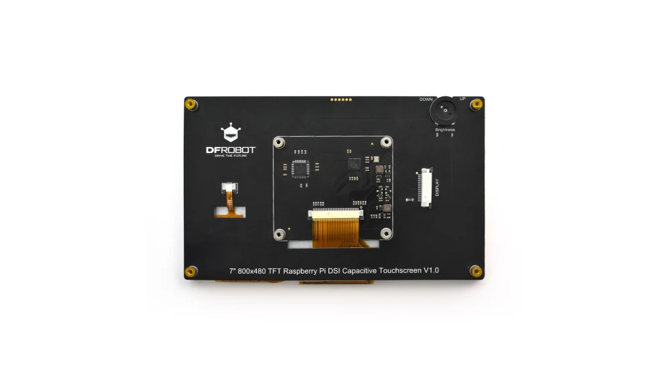 DOWN UP
Brightness
DFROBOT
DRIVE THE FUTURE
DISPLAY
7" 800x480 TFT Raspberry Pi DSI Capacitive Touchscreen V1.0